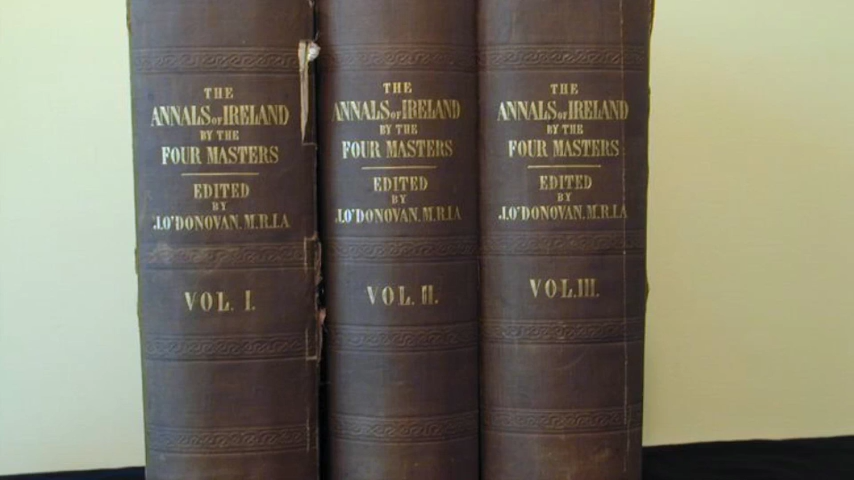 THE
ANNALS OF IRELAND
BY THE
FOUR MASTERS
EDITED
BY
J.O'DONOVAN. M.R.I.A
VOL. I.
THE
ANNALS OF IRELAND
BY THE
FOUR MASTERS
EDITED
BY
J.O'DONOVAN. M.R.I.A
VOL. II.
THE
ANNALS OF IRELAND
BY THE
FOUR MASTERS
EDITED
BY
J.O'DONOVAN. M.R.I.A
VOL. III.